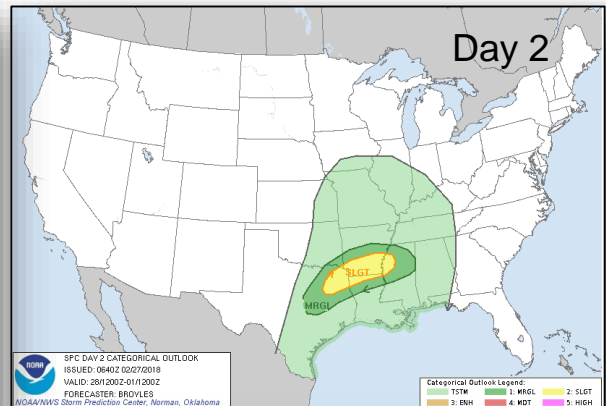 Day 2
SLGT
MRGL
NOAA
SPC DAY 2 CATEGORICAL OUTLOOK
ISSUED: 0640Z 02/27/2018
VALID: 28/1200Z-01/1200Z
FORECASTER: BROYLES
NOAA/NWS Storm Prediction Center, Norman, Oklahoma
Categorical Outlook Legend:
TSTM 1: MRGL 2: SLGT
3: ENH 4: MDT 5: HIGH